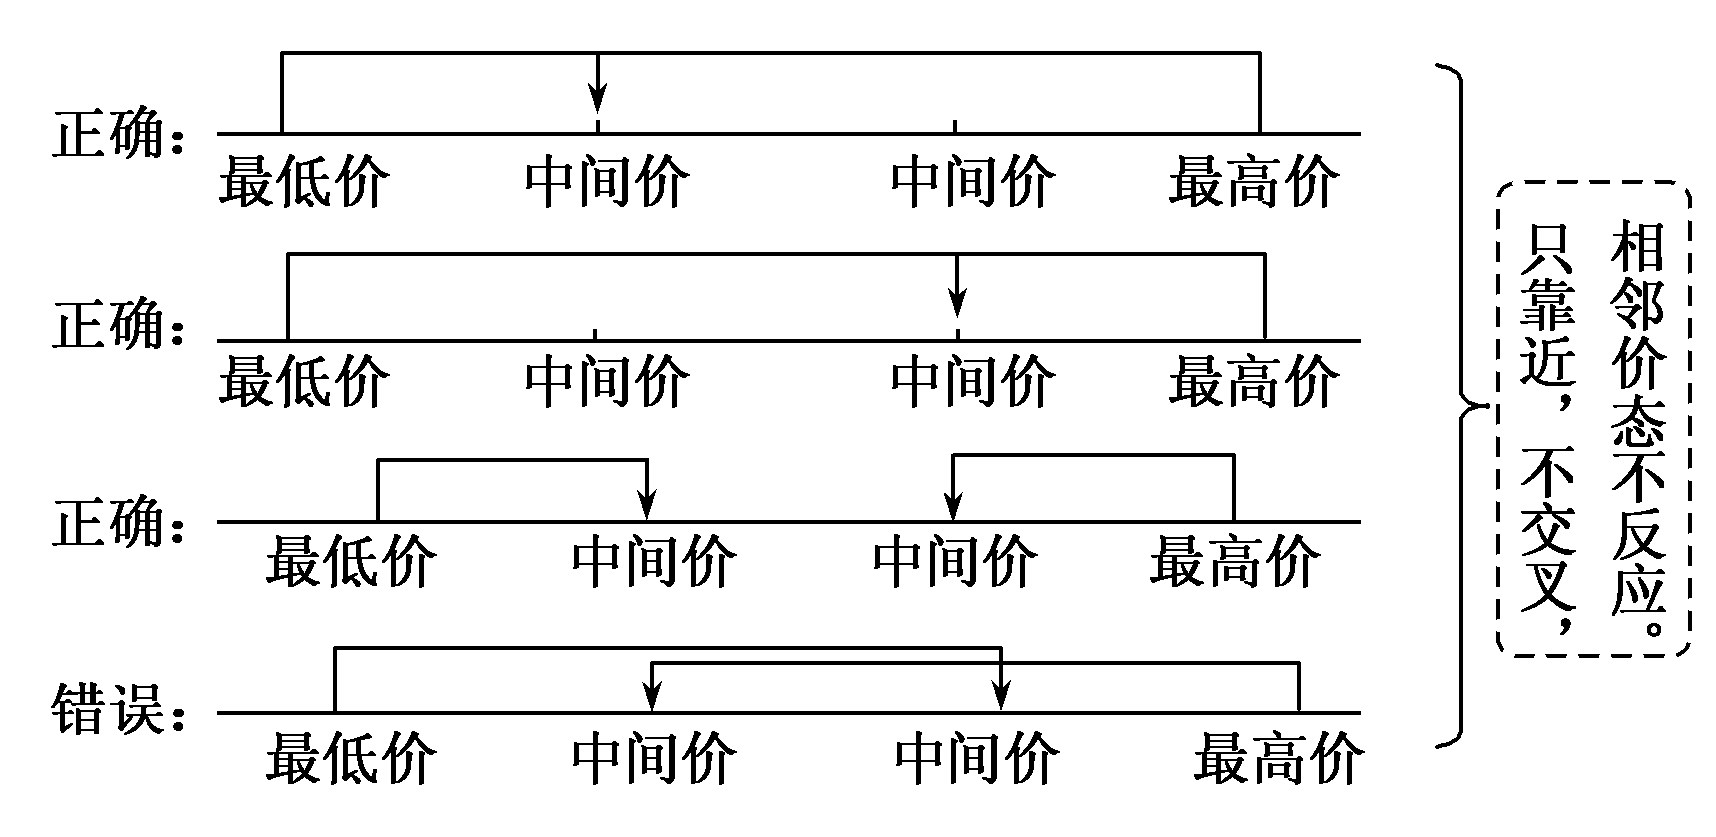 正确：
最低价 中间价 中间价 最高价
正确：
最低价 中间价 中间价 最高价
正确：
最低价 中间价 中间价 最高价
错误：
最低价 中间价 中间价 最高价
只靠近，不交叉，
相邻价态不反应。